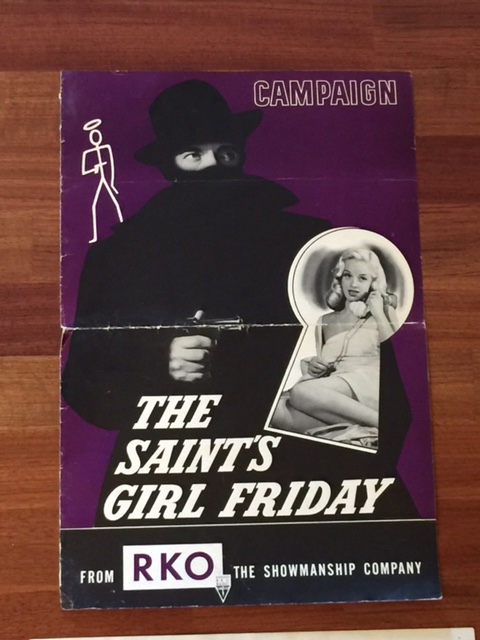 CAMPAIGN
THE
SAINT'S
GIRL FRIDAY
FROM RKO THE SHOWMANSHIP COMPANY